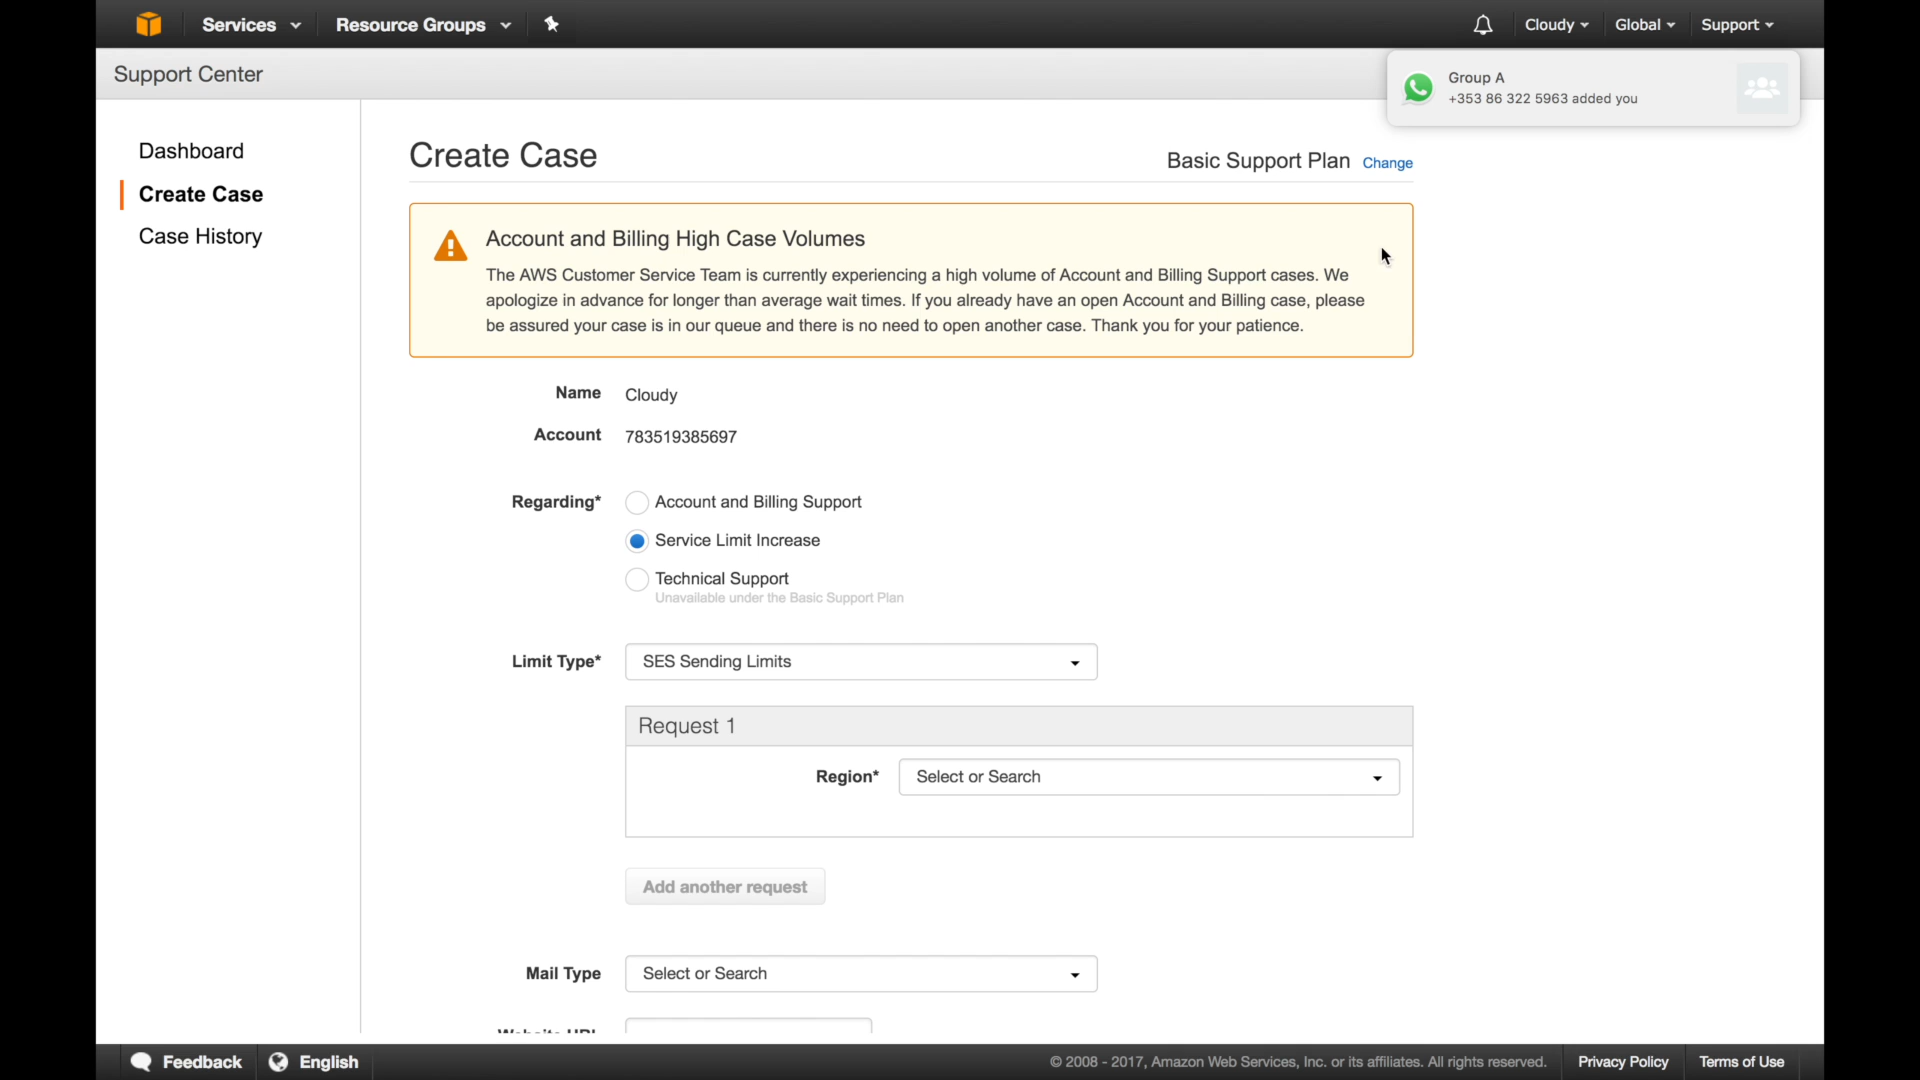 Services
Resource Groups
Cloudy
Global
Support
Support Center
Group A
+353 86 322 5963 added you
Dashboard
Create Case
Case History
Create Case
Basic Support Plan Change
Account and Billing High Case Volumes
The AWS Customer Service Team is currently experiencing a high volume of Account and Billing Support cases. We
apologize in advance for longer than average wait times. If you already have an open Account and Billing case, please
be assured your case is in our queue and there is no need to open another case. Thank you for your patience.
Name Cloudy
Account 783519385697
Regarding* Account and Billing Support
Service Limit Increase
Technical Support
Unavailable under the Basic Support Plan
Limit Type* SES Sending Limits
Request 1
Region* Select or Search
Add another request
Mail Type Select or Search
Website URL
Feedback
English
© 2008 - 2017, Amazon Web Services, Inc. or its affiliates. All rights reserved.
Privacy Policy
Terms of Use